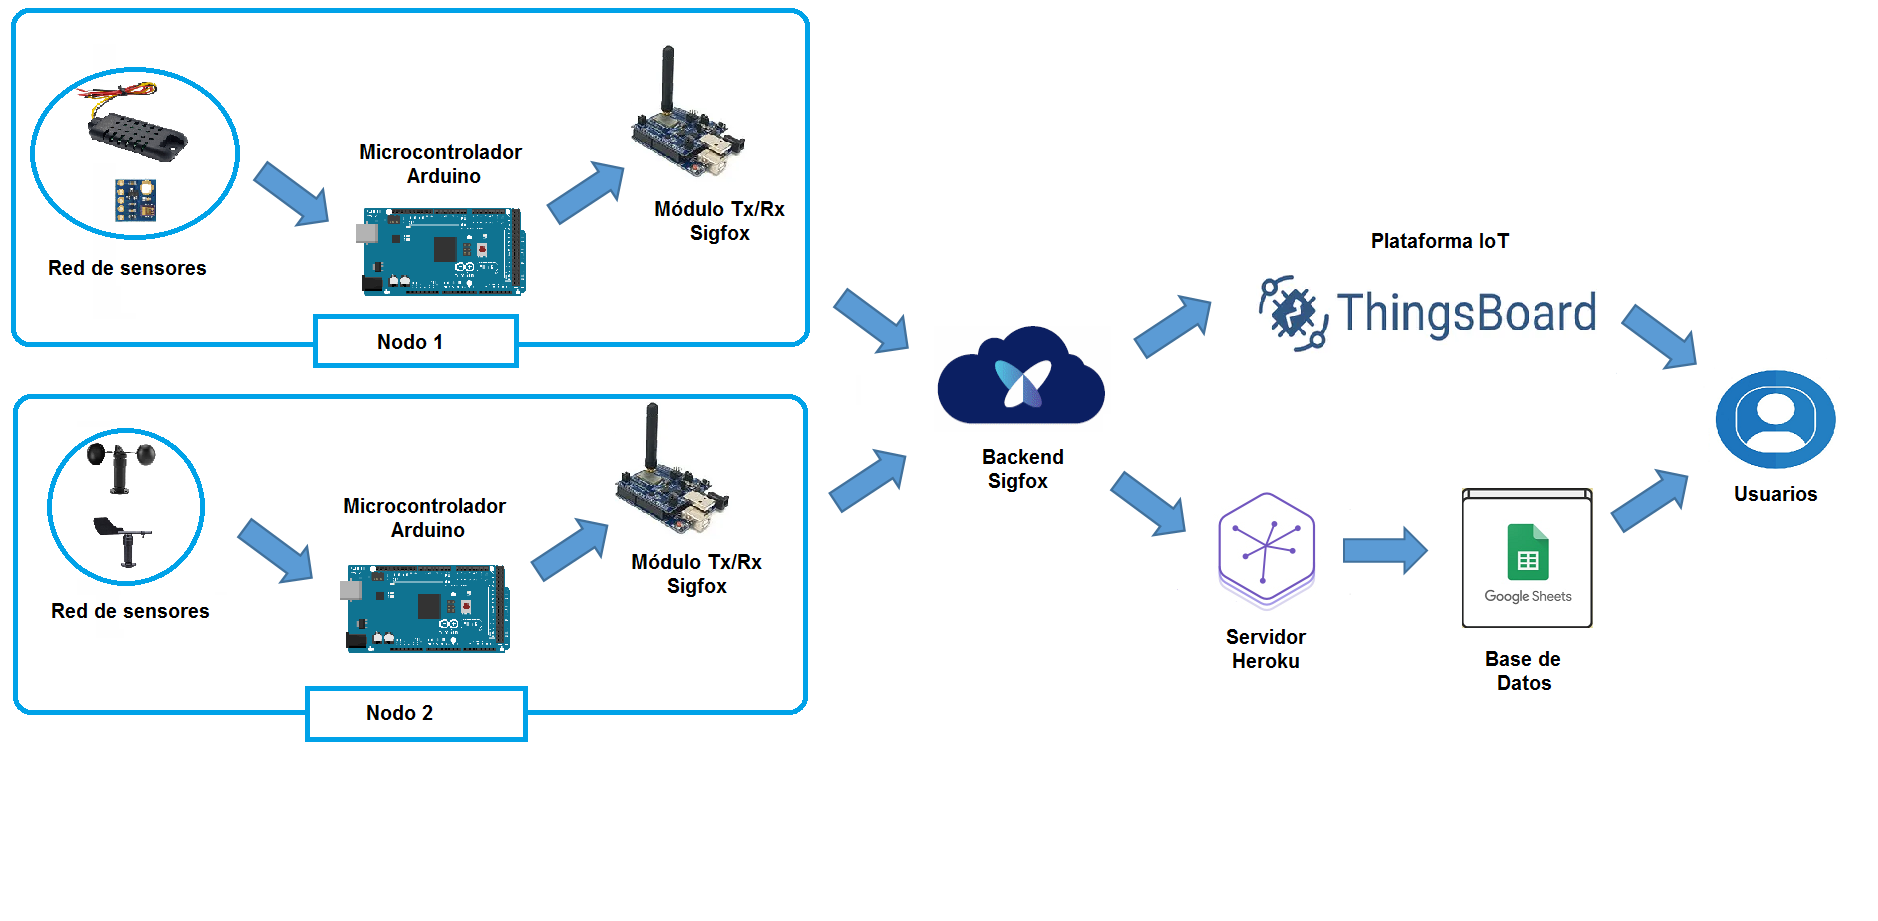 Microcontrolador
Arduino
Módulo Tx/Rx
Sigfox
Red de sensores
Nodo 1
Microcontrolador
Arduino
Módulo Tx/Rx
Sigfox
Red de sensores
Nodo 2
Backend
Sigfox
Plataforma IoT
ThingsBoard
Servidor
Heroku
Google Sheets
Base de
Datos
Usuarios